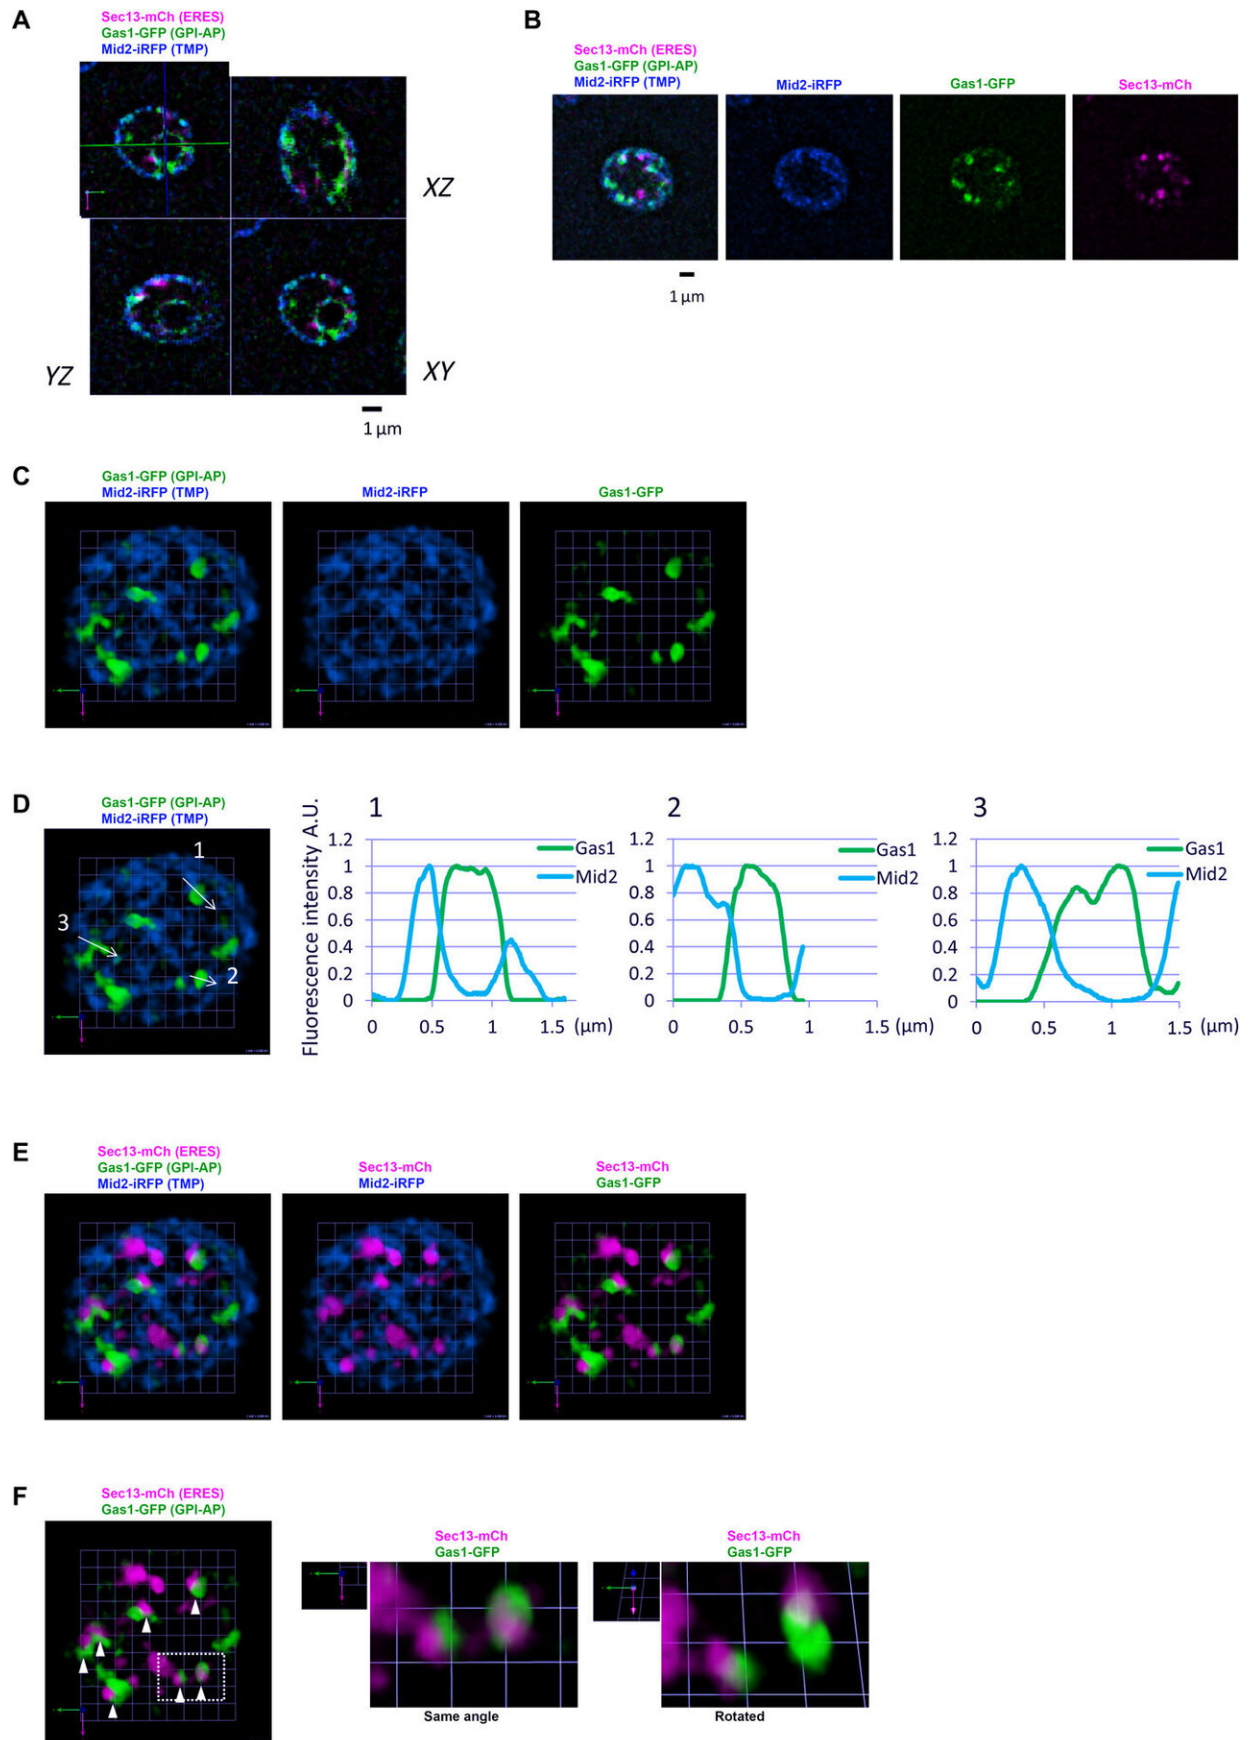 A
Sec13-mCh (ERES)
Gas1-GFP (GPI-AP)
Mid2-iRFP (TMP)
XZ
YZ
XY
1 μm
B
Sec13-mCh (ERES)
Gas1-GFP (GPI-AP)
Mid2-iRFP (TMP)
Mid2-iRFP
Gas1-GFP
Sec13-mCh
1 μm
C
Gas1-GFP (GPI-AP)
Mid2-iRFP (TMP)
Mid2-iRFP
Gas1-GFP
D
Gas1-GFP (GPI-AP)
Mid2-iRFP (TMP)
1
2
3
Fluorescence intensity A.U.
1
1.2
1
0.8
0.6
0.4
0.2
0
0 0.5 1 1.5 (μm)
Gas1
Mid2
2
1.2
1
0.8
0.6
0.4
0.2
0
0 0.5 1 1.5 (μm)
Gas1
Mid2
3
1.2
1
0.8
0.6
0.4
0.2
0
0 0.5 1 1.5 (μm)
Gas1
Mid2
E
Sec13-mCh (ERES)
Gas1-GFP (GPI-AP)
Mid2-iRFP (TMP)
Sec13-mCh
Mid2-iRFP
Sec13-mCh
Gas1-GFP
F
Sec13-mCh (ERES)
Gas1-GFP (GPI-AP)
Sec13-mCh
Gas1-GFP
Same angle
Sec13-mCh
Gas1-GFP
Rotated